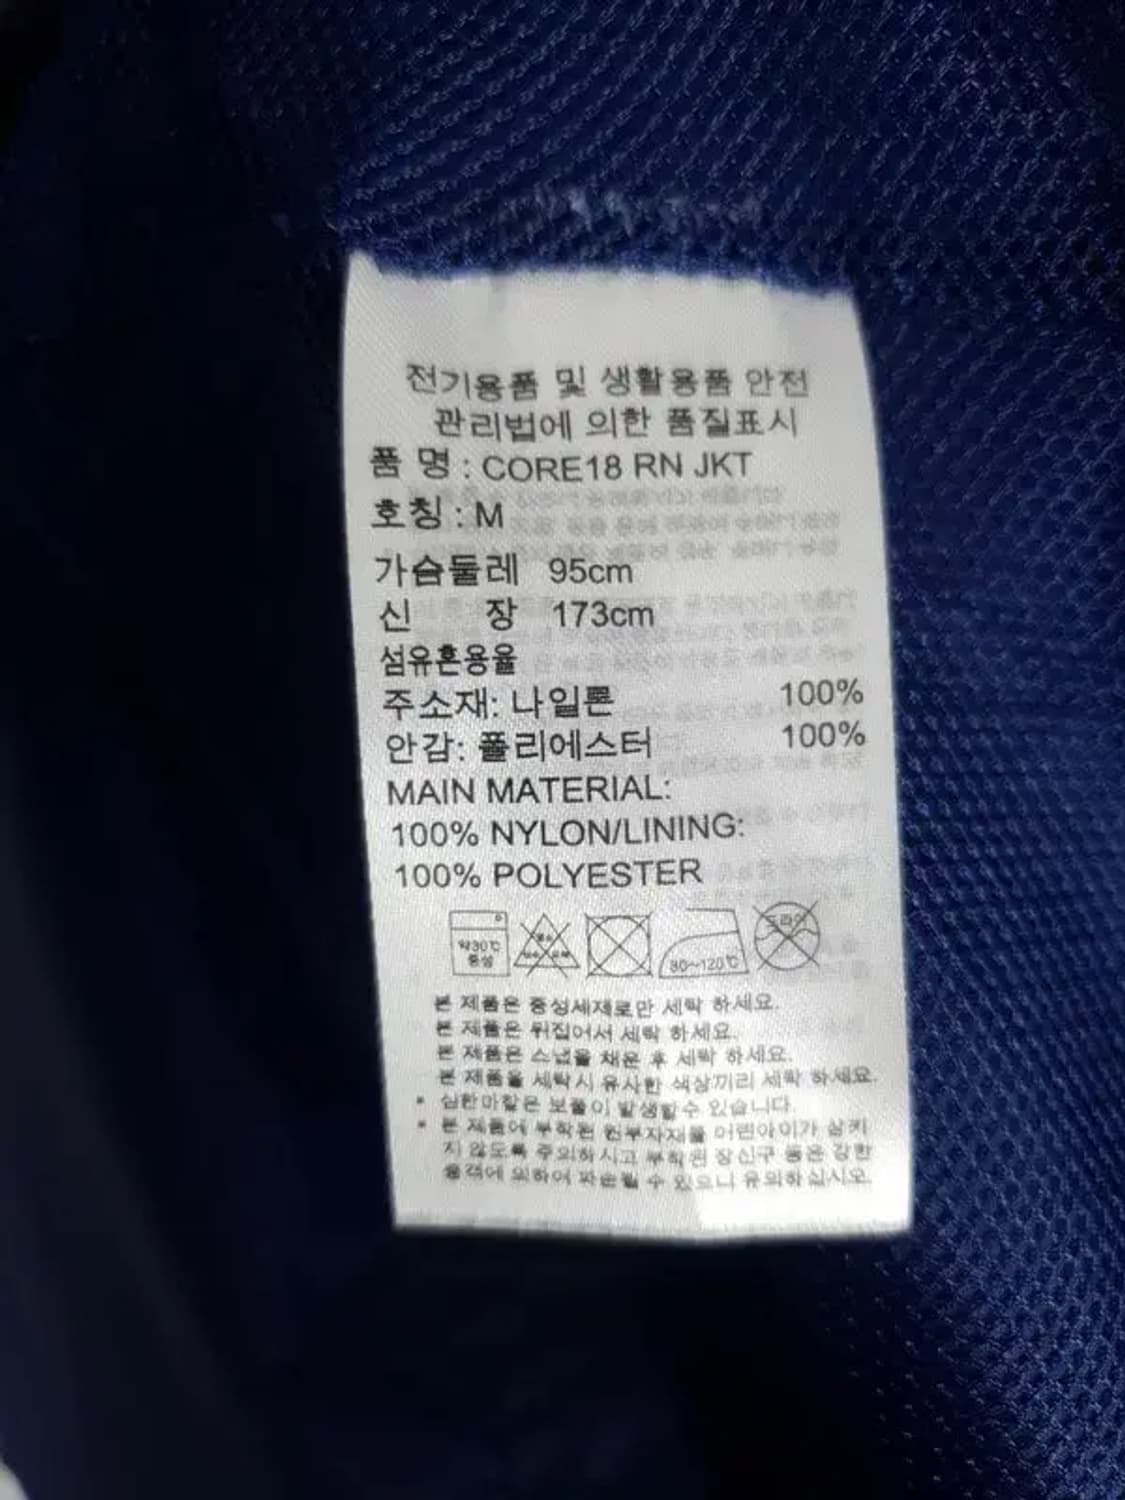 전기용품 및 생활용품 안전
관리법에 의한 품질표시
품 명 : CORE18 RN JKT
호칭 : M
가슴둘레 95cm
신 장 173cm
섬유혼용율
주소재: 나일론 100%
안감: 폴리에스터 100%
MAIN MATERIAL:
100% NYLON/LINING:
100% POLYESTER
약30℃ 중성
80~120℃
드라이
본 제품은 중성세제로만 세탁 하세요.
본 제품은 뒤집어서 세탁 하세요.
본 제품은 스냅을 채운 후 세탁 하세요.
본 제품을 세탁시 유사한 색상끼리 세탁 하세요.
* 심한마찰은 보풀이 발생할수 있습니다.
* 본 제품에 부착된 원부자재를 어린아이가 삼키
지 않도록 주의하시고 부착된 장신구 등은 강한
충격에 의하여 파손될 수 있으니 유의하십시오.